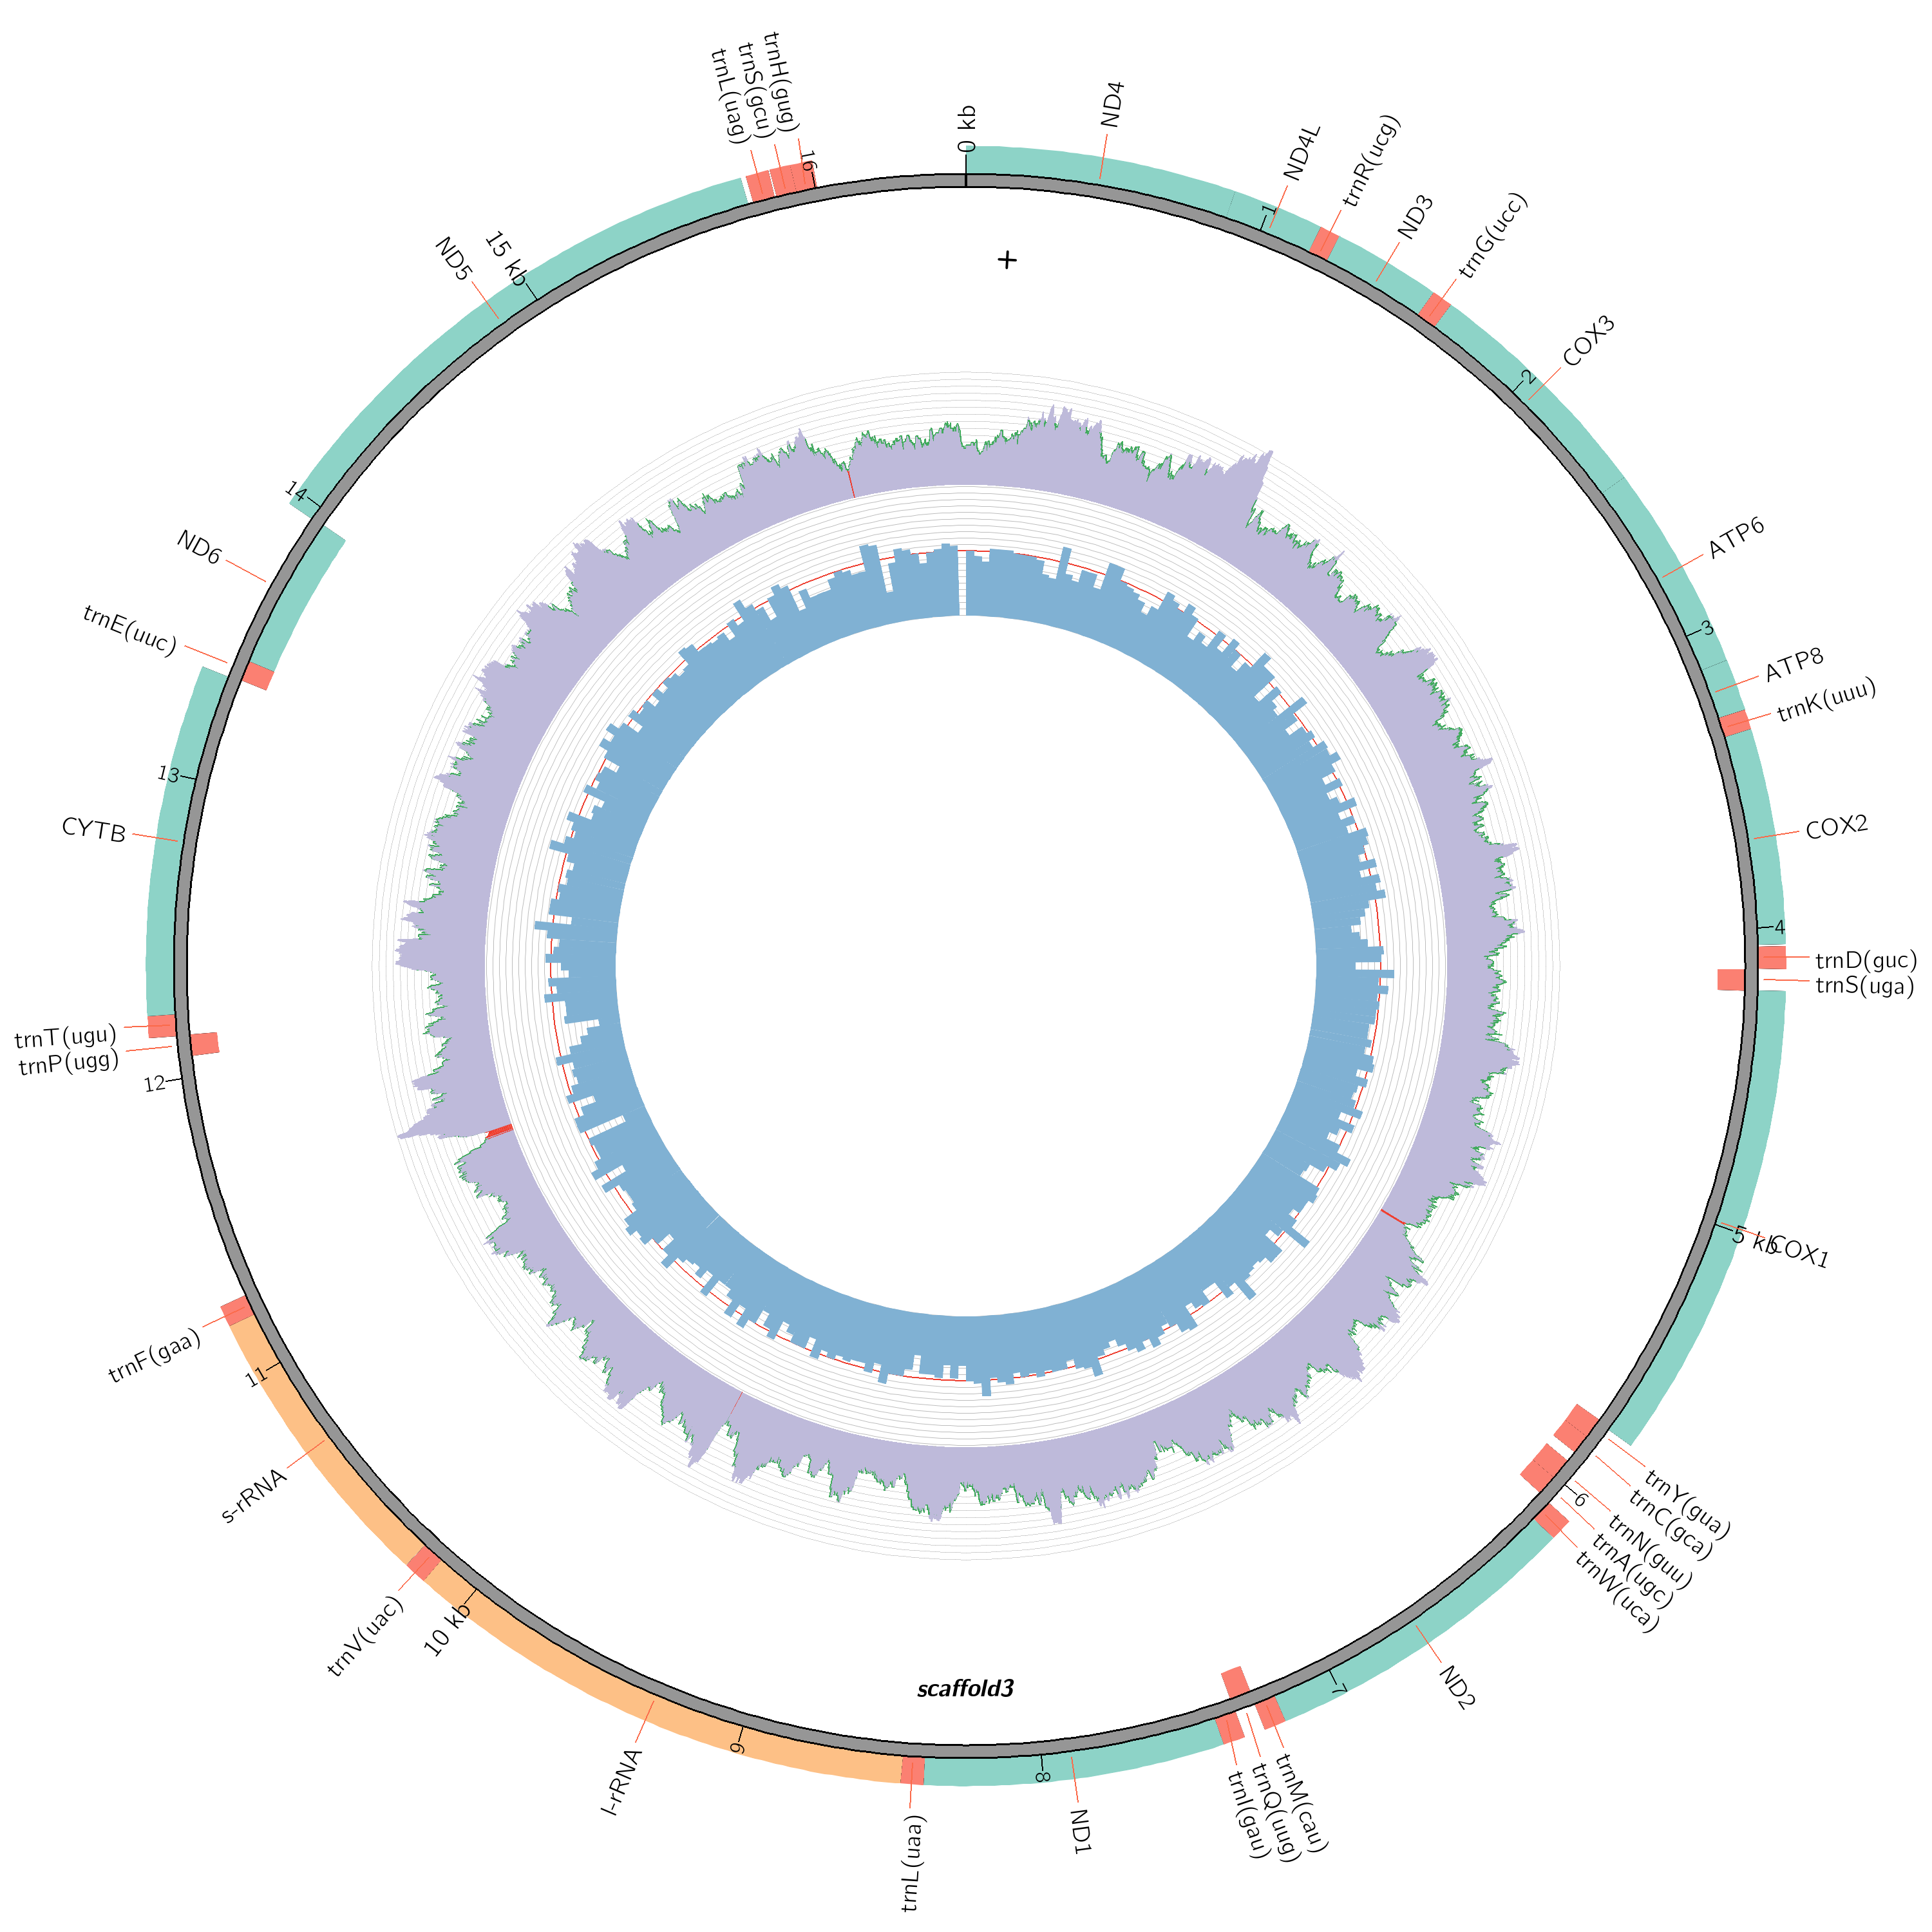 0 kb
ND4
ND4L
1
trnR(ucg)
ND3
trnG(ucc)
2
COX3
ATP6
3
ATP8
trnK(uuu)
COX2
4
trnD(guc)
trnS(uga)
5 kb
COX1
trnY(gua)
trnC(gca)
6
trnN(guu)
trnA(ugc)
trnW(uca)
ND2
7
trnM(cau)
trnQ(uug)
trnI(gau)
8
ND1
trnL(uaa)
9
l-rRNA
10 kb
trnV(uac)
s-rRNA
11
trnF(gaa)
12
trnP(ugg)
trnT(ugu)
CYTB
13
trnE(uuc)
ND6
14
ND5
15 kb
trnL(uag)
trnS(gcu)
trnH(gug)
16
+
scaffold3